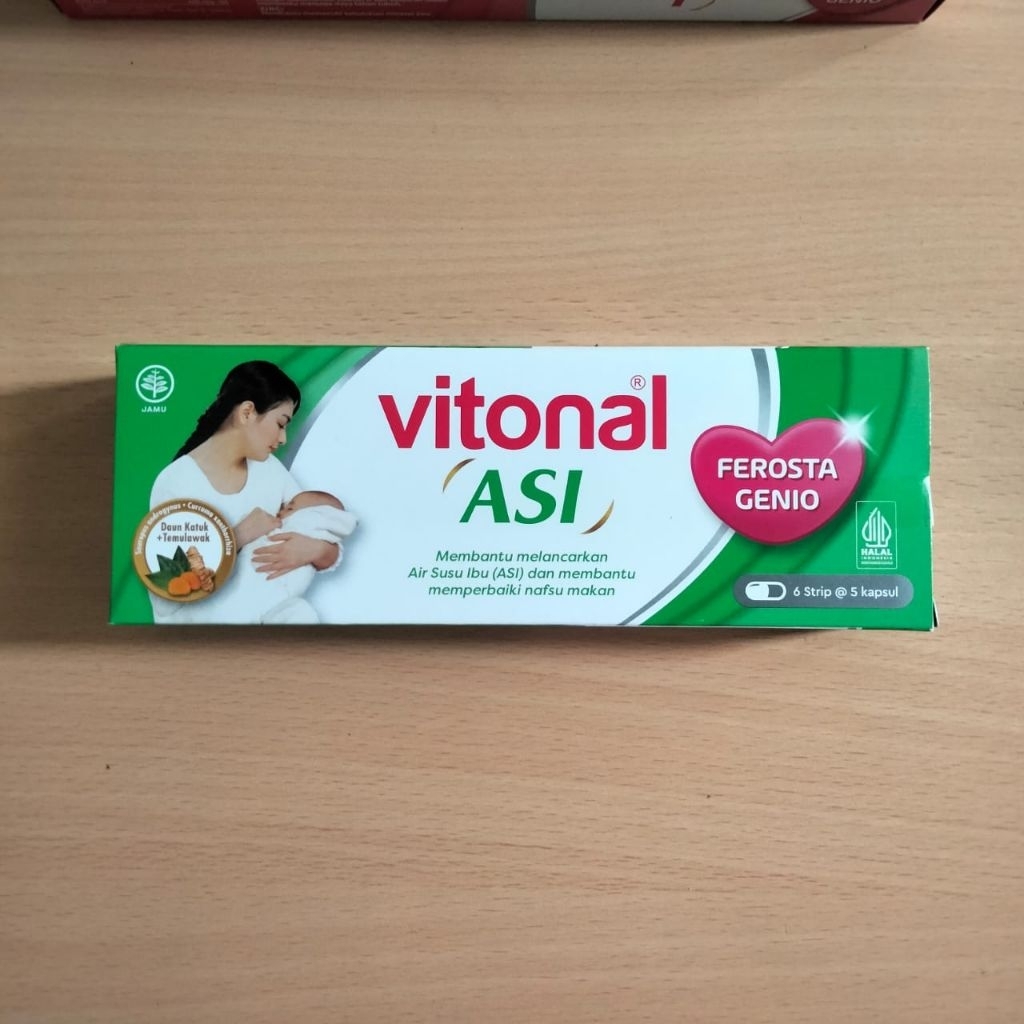 GENIO
JAMU
vitonal®
ASI
FEROSTA
GENIO
Sauropus androgynus • Curcuma xanthorrhiza
Daun Katuk
+Temulawak
Membantu melancarkan
Air Susu Ibu (ASI) dan membantu
memperbaiki nafsu makan
HALAL
INDONESIA
6 Strip @ 5 kapsul